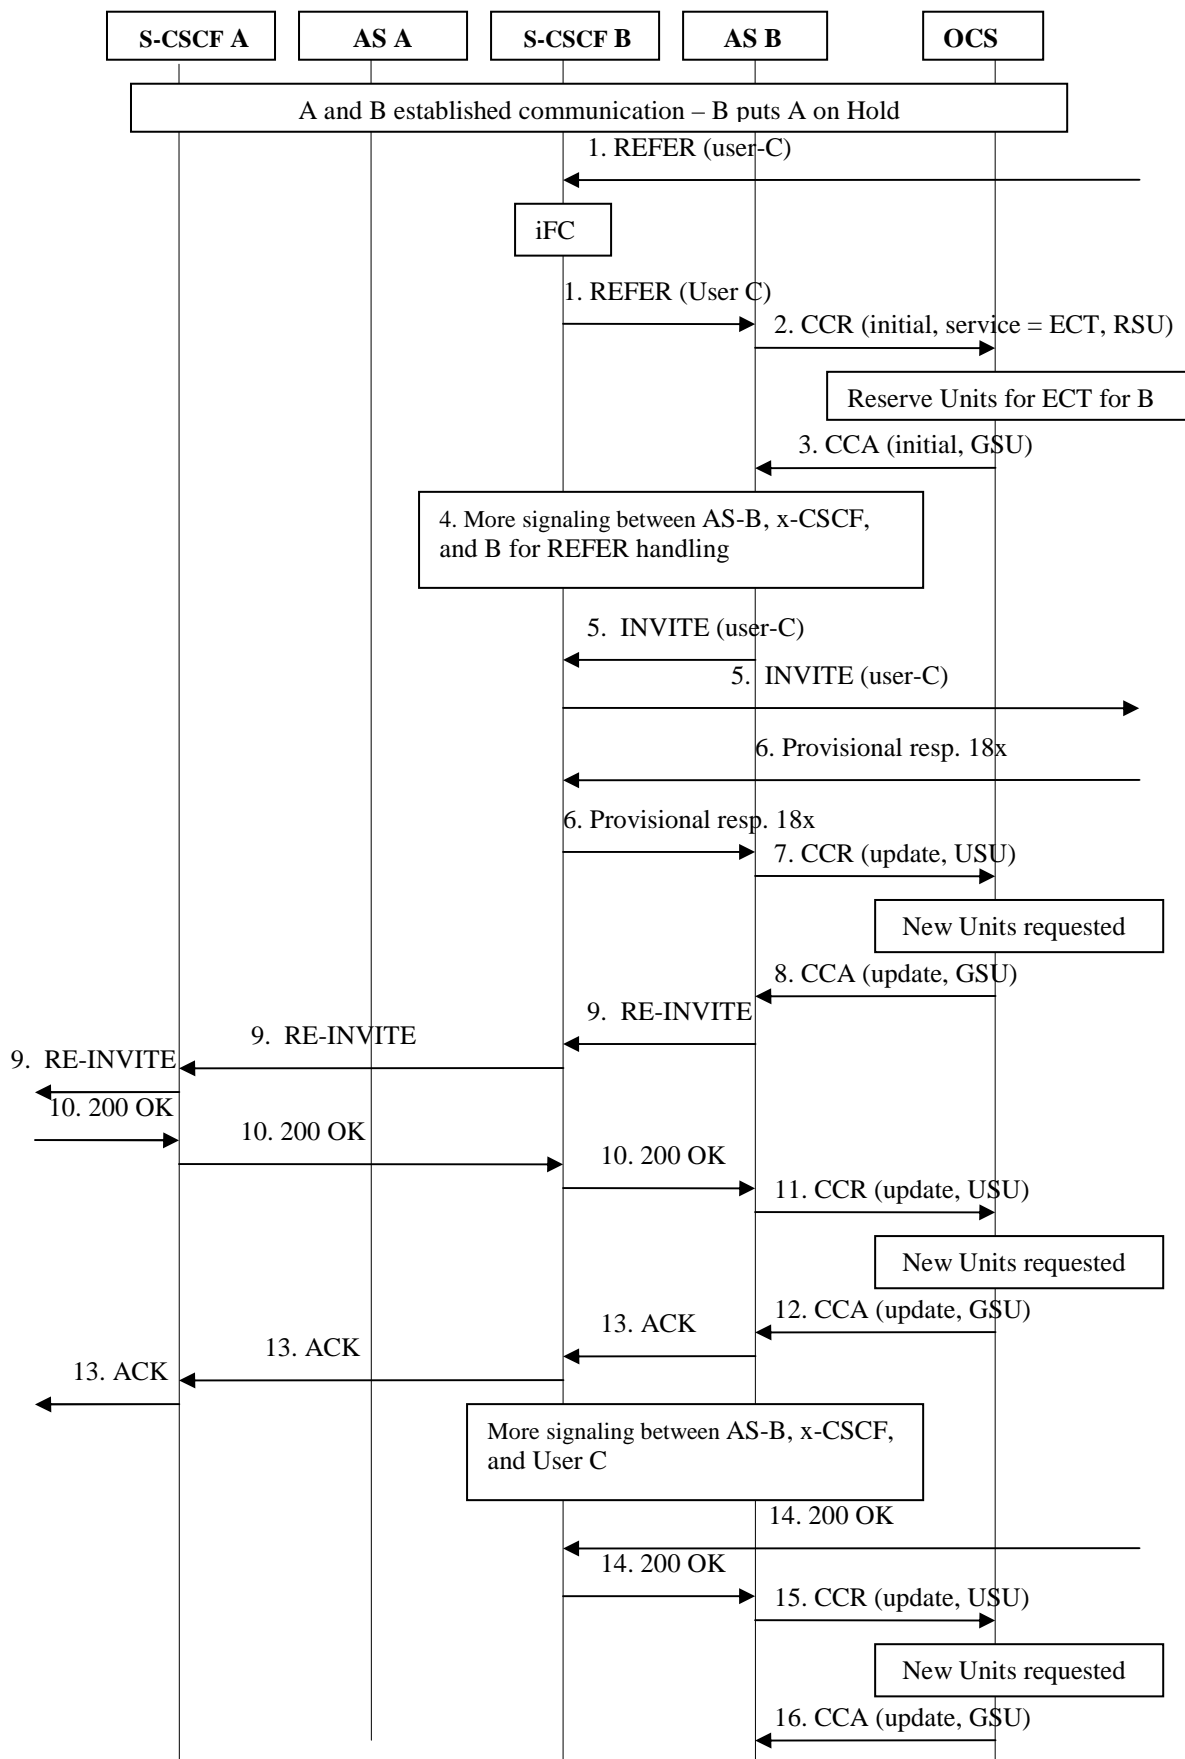 S-CSCF A
AS A
S-CSCF B
AS B
OCS
A and B established communication – B puts A on Hold
1. REFER (user-C)
iFC
1. REFER (User C)
2. CCR (initial, service = ECT, RSU)
Reserve Units for ECT for B
3. CCA (initial, GSU)
4. More signaling between AS-B, x-CSCF,
and B for REFER handling
5. INVITE (user-C)
5. INVITE (user-C)
6. Provisional resp. 18x
6. Provisional resp. 18x
7. CCR (update, USU)
New Units requested
8. CCA (update, GSU)
9. RE-INVITE
9. RE-INVITE
9. RE-INVITE
10. 200 OK
10. 200 OK
10. 200 OK
11. CCR (update, USU)
New Units requested
12. CCA (update, GSU)
13. ACK
13. ACK
13. ACK
More signaling between AS-B, x-CSCF,
and User C
14. 200 OK
14. 200 OK
15. CCR (update, USU)
New Units requested
16. CCA (update, GSU)